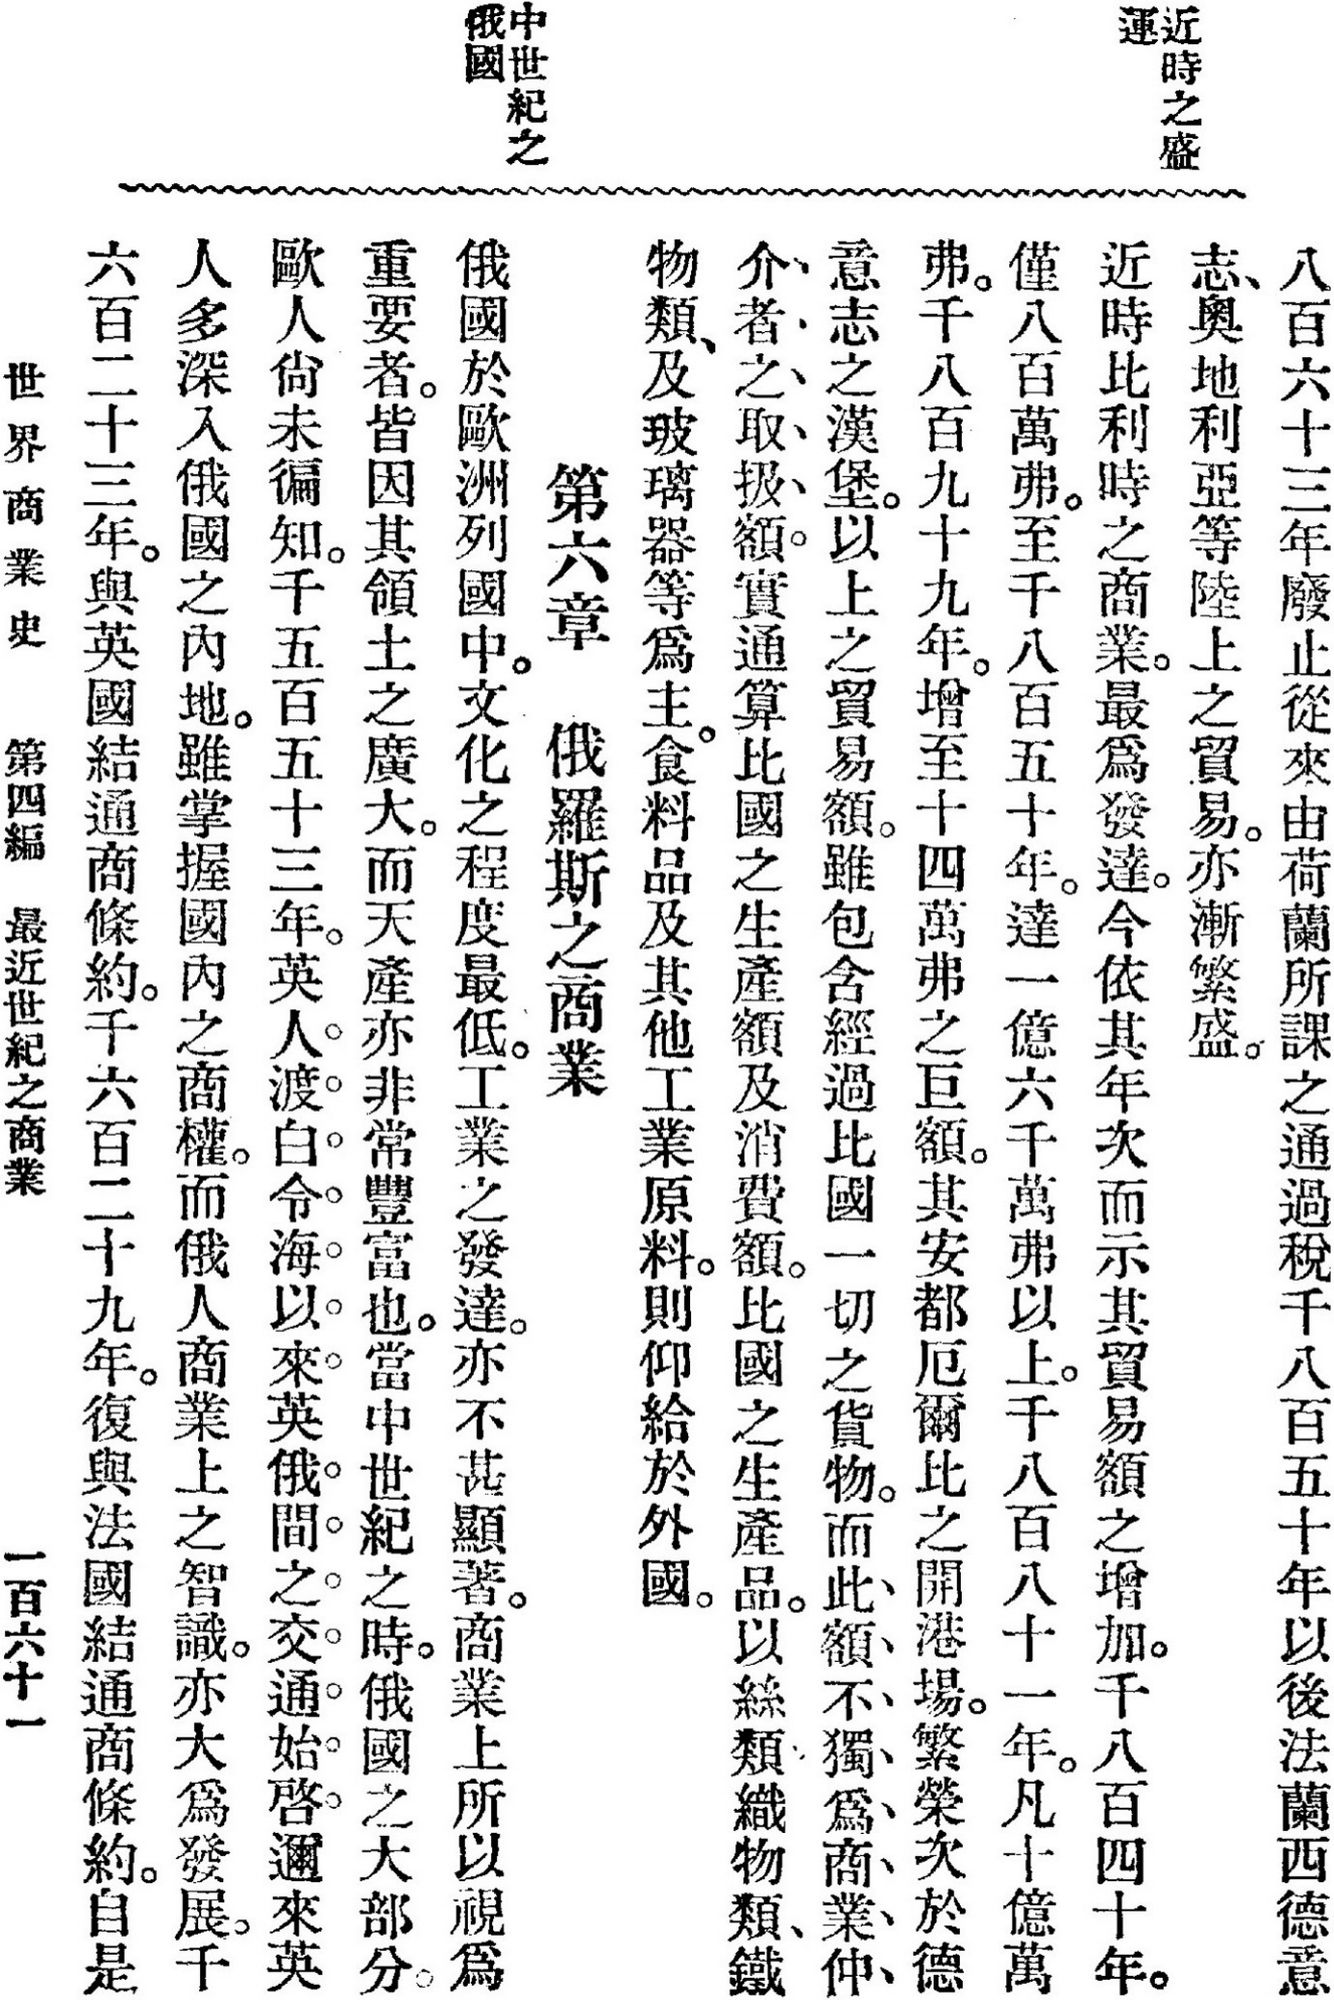 近時之盛
運
中世紀之
俄國
八百六十三年廢止從來由荷蘭所課之通過稅千八百五十年以後法蘭西德意
志、奧地利亞等陸上之貿易。亦漸繁盛。
近時比利時之商業。最爲發達。今依其年次而示其貿易額之增加。千八百四十年。
僅八百萬弗。至千八百五十年。達一億六千萬弗以上。千八百八十一年。凡十億萬
弗。千八百九十九年。增至十四萬弗之巨額。其安都厄爾比之開港場。繁榮次於德
意志之漢堡。以上之貿易額。雖包含經過比國一切之貨物。而此額不獨爲商業仲
介者之取扱額。實通算比國之生產額及消費額。比國之生產品。以絲類織物類、鐵
物類、及玻璃器等爲主。食料品及其他工業原料。則仰給於外國。
第六章 俄羅斯之商業
俄國於歐洲列國中。文化之程度最低。工業之發達。亦不甚顯著。商業上所以視爲
重要者。皆因其領土之廣大。而天產亦非常豐富也。當中世紀之時。俄國之大部分。
歐人尙未徧知。千五百五十三年。英人渡白令海以來英俄間之交通始啓邇來英
人多深入俄國之內地。雖掌握國內之商權。而俄人商業上之智識。亦大爲發展。千
六百二十三年。與英國結通商條約。千六百二十九年。復與法國結通商條約。自是
世界商業史 第四編 最近世紀之商業 一百六十一